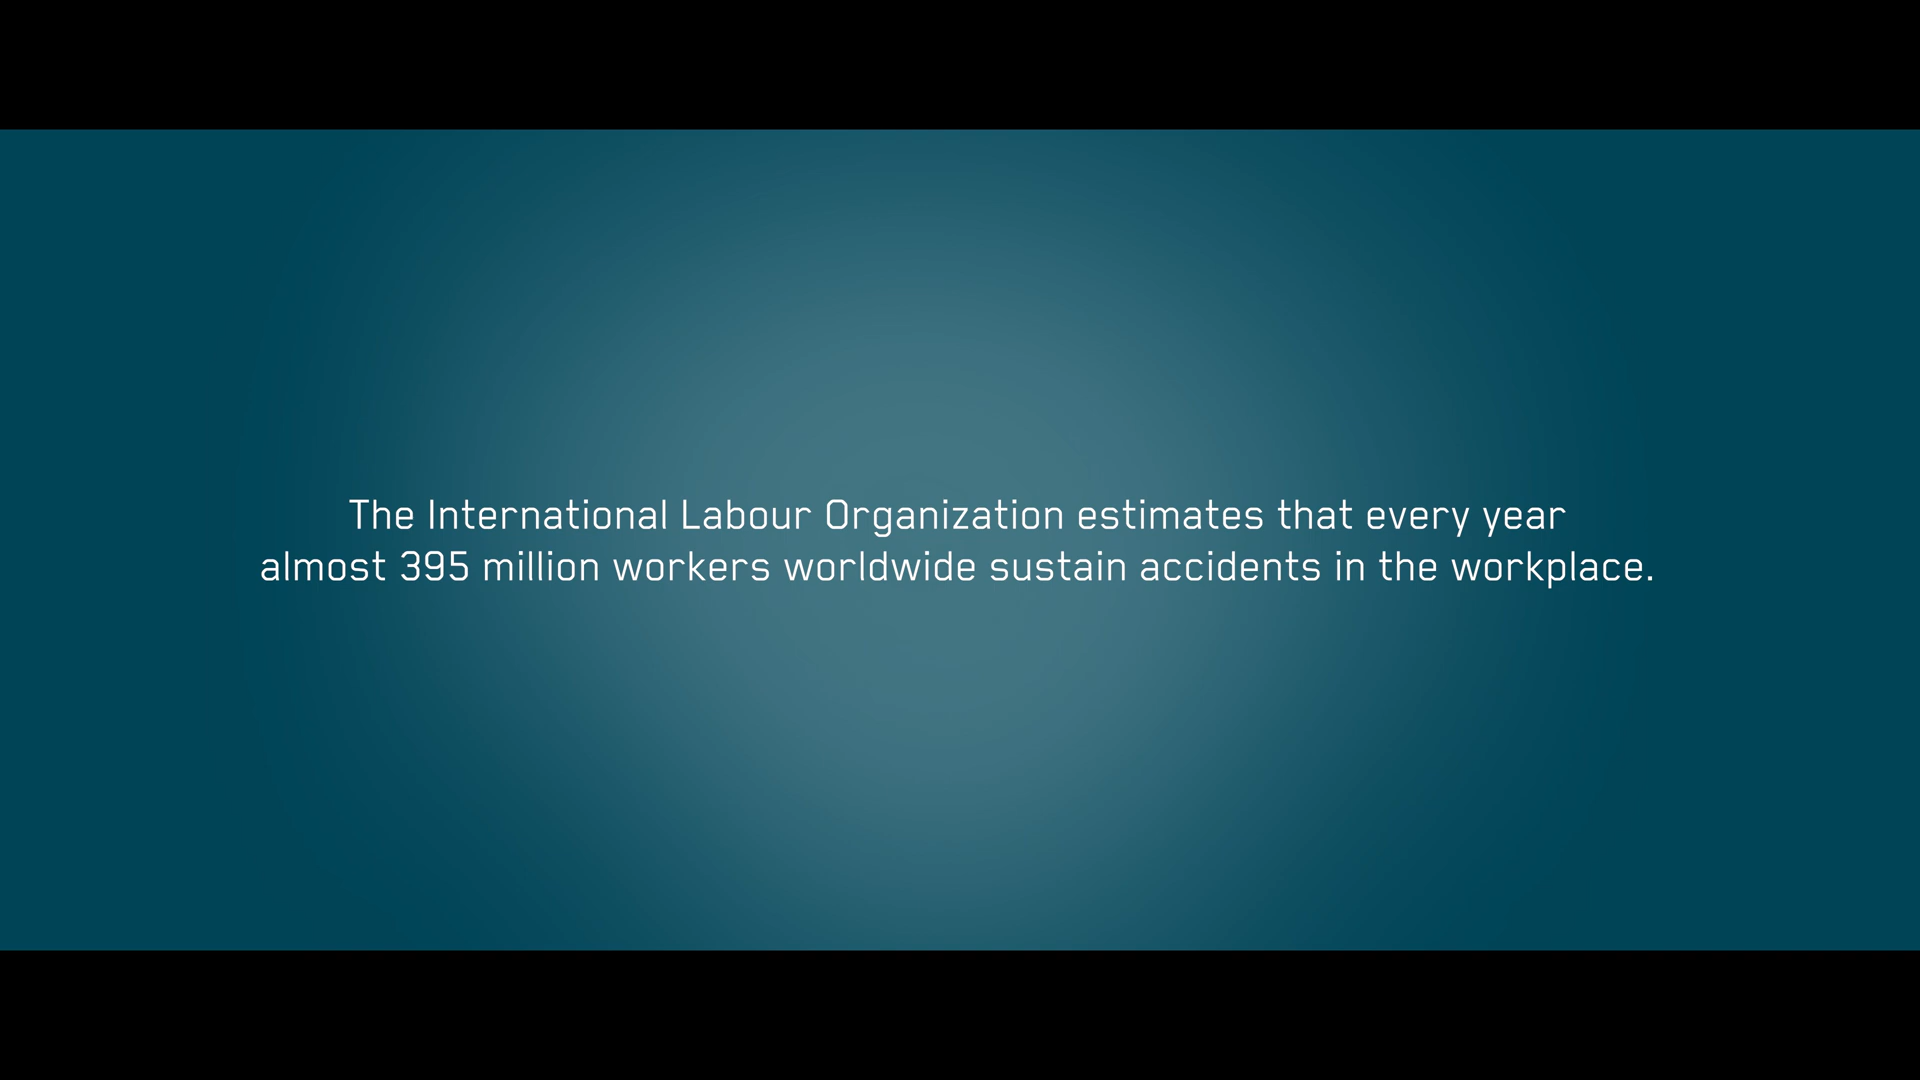 The International Labour Organization estimates that every year
almost 395 million workers worldwide sustain accidents in the workplace.